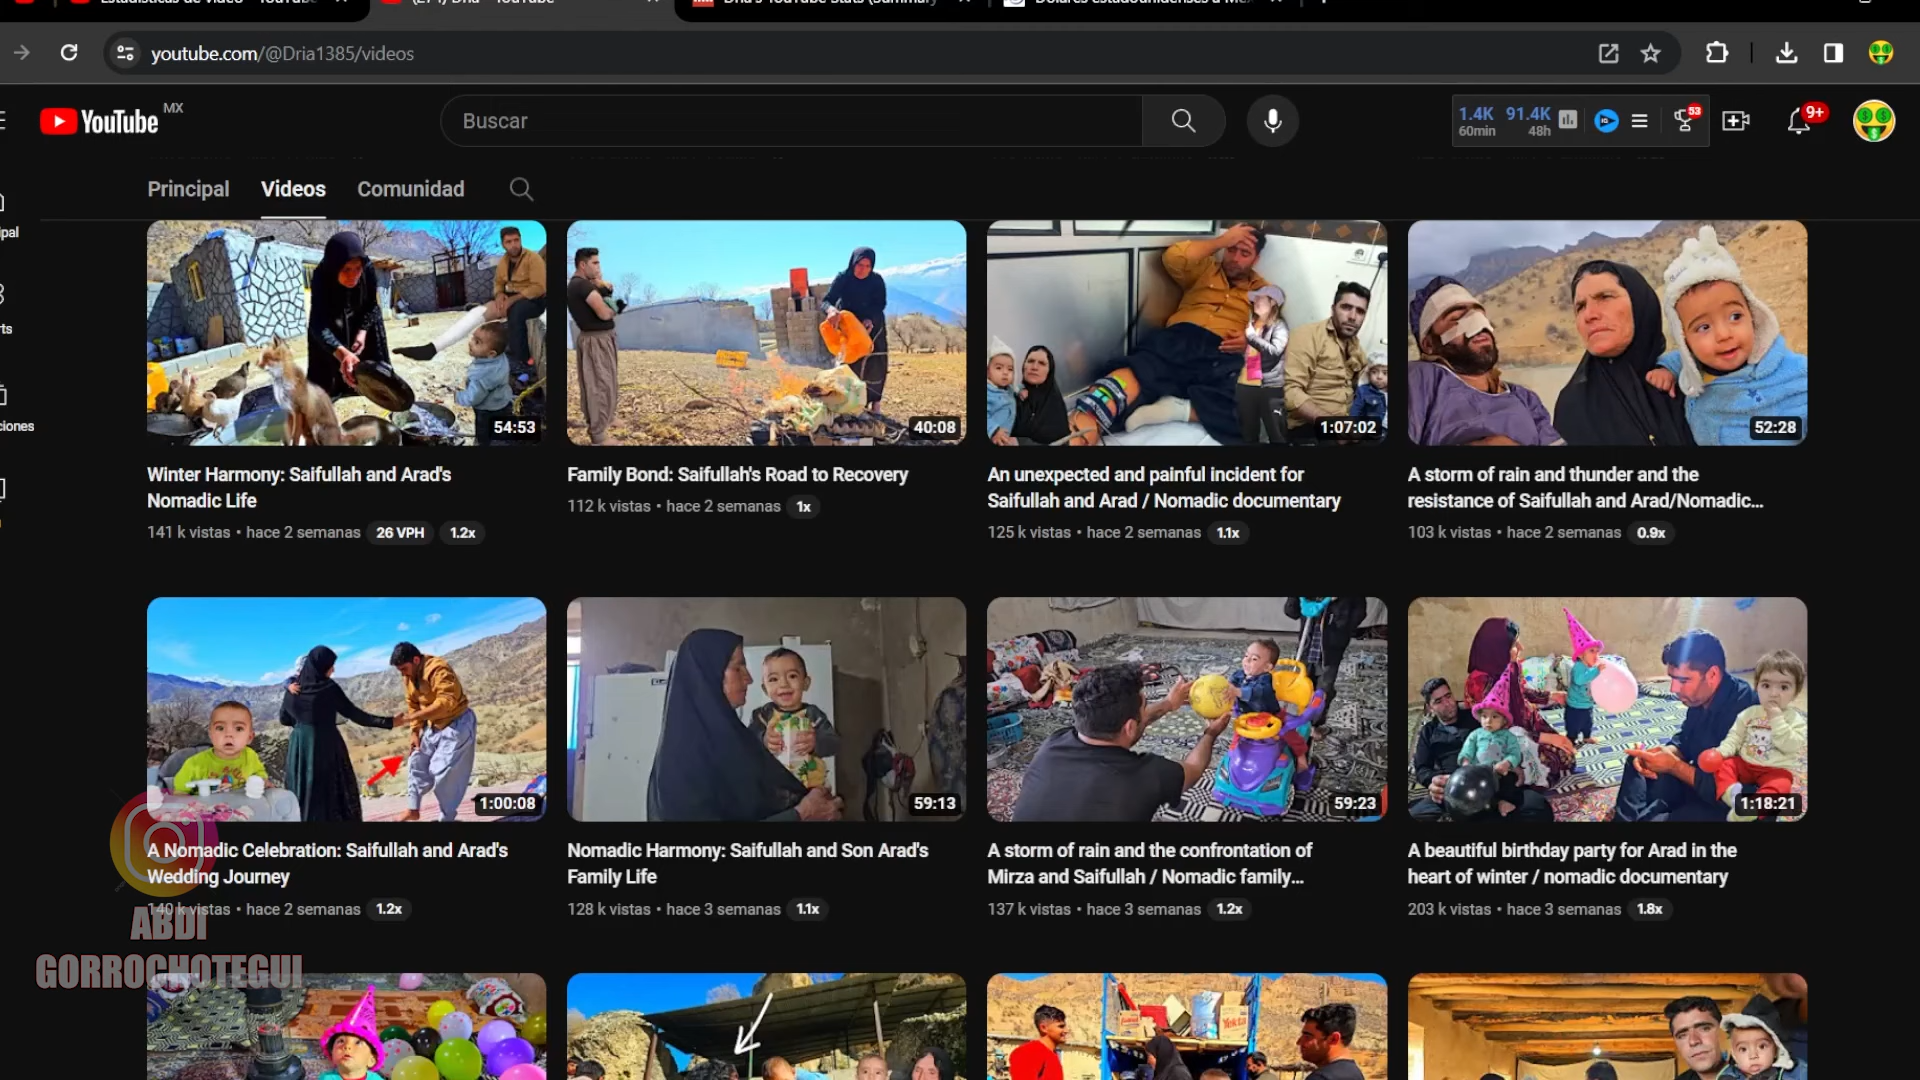 youtube.com/@Dria1385/videos
YouTube MX
Buscar
1.4K 91.4K
60min 48h
53
9+
Principal Videos Comunidad
54:53
40:08
1:07:02
52:28
Winter Harmony: Saifullah and Arad's
Nomadic Life
141 k vistas • hace 2 semanas 26 VPH 1.2x
Family Bond: Saifullah's Road to Recovery
112 k vistas • hace 2 semanas 1x
An unexpected and painful incident for
Saifullah and Arad / Nomadic documentary
125 k vistas • hace 2 semanas 1.1x
A storm of rain and thunder and the
resistance of Saifullah and Arad/Nomadic...
103 k vistas • hace 2 semanas 0.9x
1:00:08
59:13
59:23
1:18:21
A Nomadic Celebration: Saifullah and Arad's
Wedding Journey
140 k vistas • hace 2 semanas 1.2x
Nomadic Harmony: Saifullah and Son Arad's
Family Life
128 k vistas • hace 3 semanas 1.1x
A storm of rain and the confrontation of
Mirza and Saifullah / Nomadic family...
137 k vistas • hace 3 semanas 1.2x
A beautiful birthday party for Arad in the
heart of winter / nomadic documentary
203 k vistas • hace 3 semanas 1.8x
ABDI
GORROCHOTEGUI